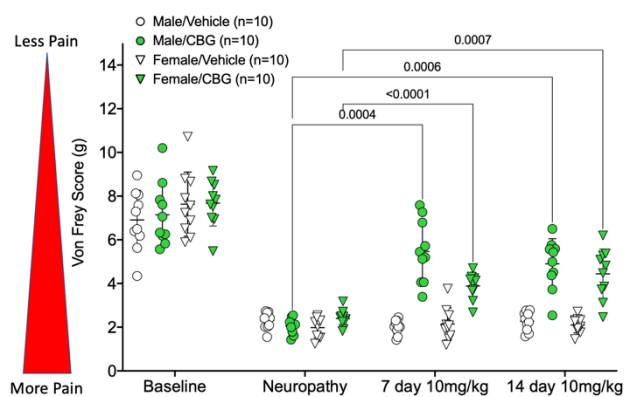 Male/Vehicle (n=10)
Male/CBG (n=10)
Female/Vehicle (n=10)
Female/CBG (n=10)
Less Pain
More Pain
Von Frey Score (g)
14
12
10
8
6
4
2
0
0.0007
0.0006
<0.0001
0.0004
Baseline
Neuropathy
7 day 10mg/kg
14 day 10mg/kg